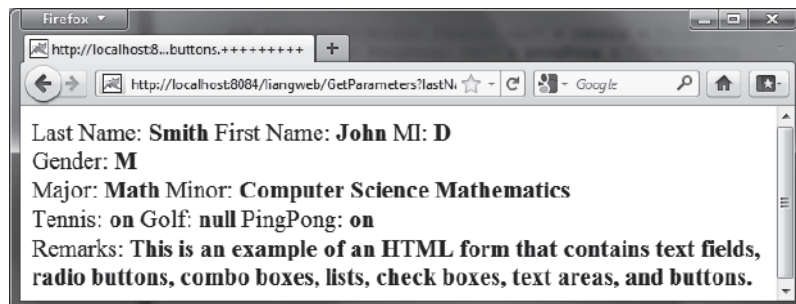 Firefox
http://localhost:8...buttons.+++++++++
http://localhost:8084/liangweb/GetParameters?lastNa
Google
Last Name: Smith First Name: John MI: D
Gender: M
Major: Math Minor: Computer Science Mathematics
Tennis: on Golf: null PingPong: on
Remarks: This is an example of an HTML form that contains text fields,
radio buttons, combo boxes, lists, check boxes, text areas, and buttons.